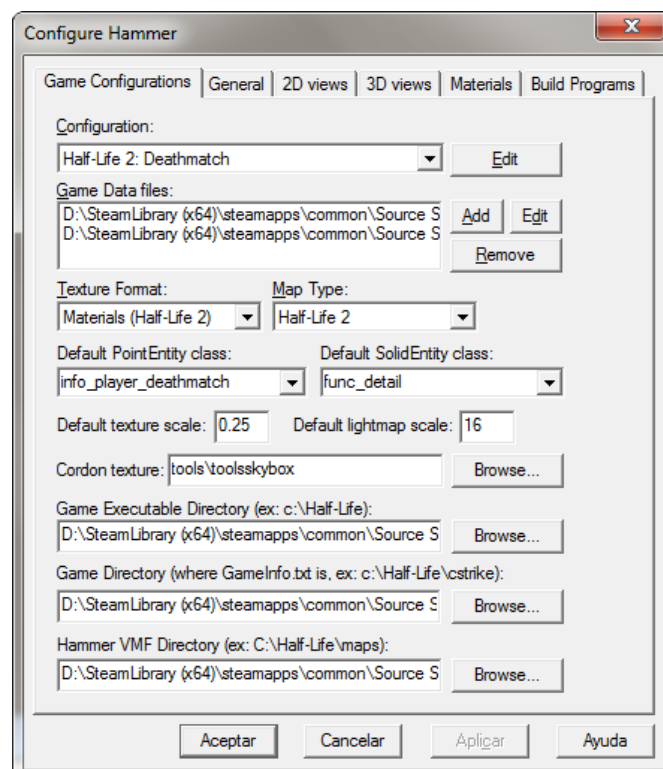 Configure Hammer
Game Configurations General 2D views 3D views Materials Build Programs
Configuration:
Half-Life 2: Deathmatch Edit
Game Data files:
D:\SteamLibrary (x64)\steamapps\common\Source S Add Edit
D:\SteamLibrary (x64)\steamapps\common\Source S
Remove
Texture Format: Map Type:
Materials (Half-Life 2) Half-Life 2
Default PointEntity class: Default SolidEntity class:
info_player_deathmatch func_detail
Default texture scale: 0.25 Default lightmap scale: 16
Cordon texture: tools\toolsskybox Browse...
Game Executable Directory (ex: c:\Half-Life):
D:\SteamLibrary (x64)\steamapps\common\Source S Browse...
Game Directory (where GameInfo.txt is, ex: c:\Half-Life\cstrike):
D:\SteamLibrary (x64)\steamapps\common\Source S Browse...
Hammer VMF Directory (ex: C:\Half-Life\maps):
D:\SteamLibrary (x64)\steamapps\common\Source S Browse...
Aceptar Cancelar Aplicar Ayuda